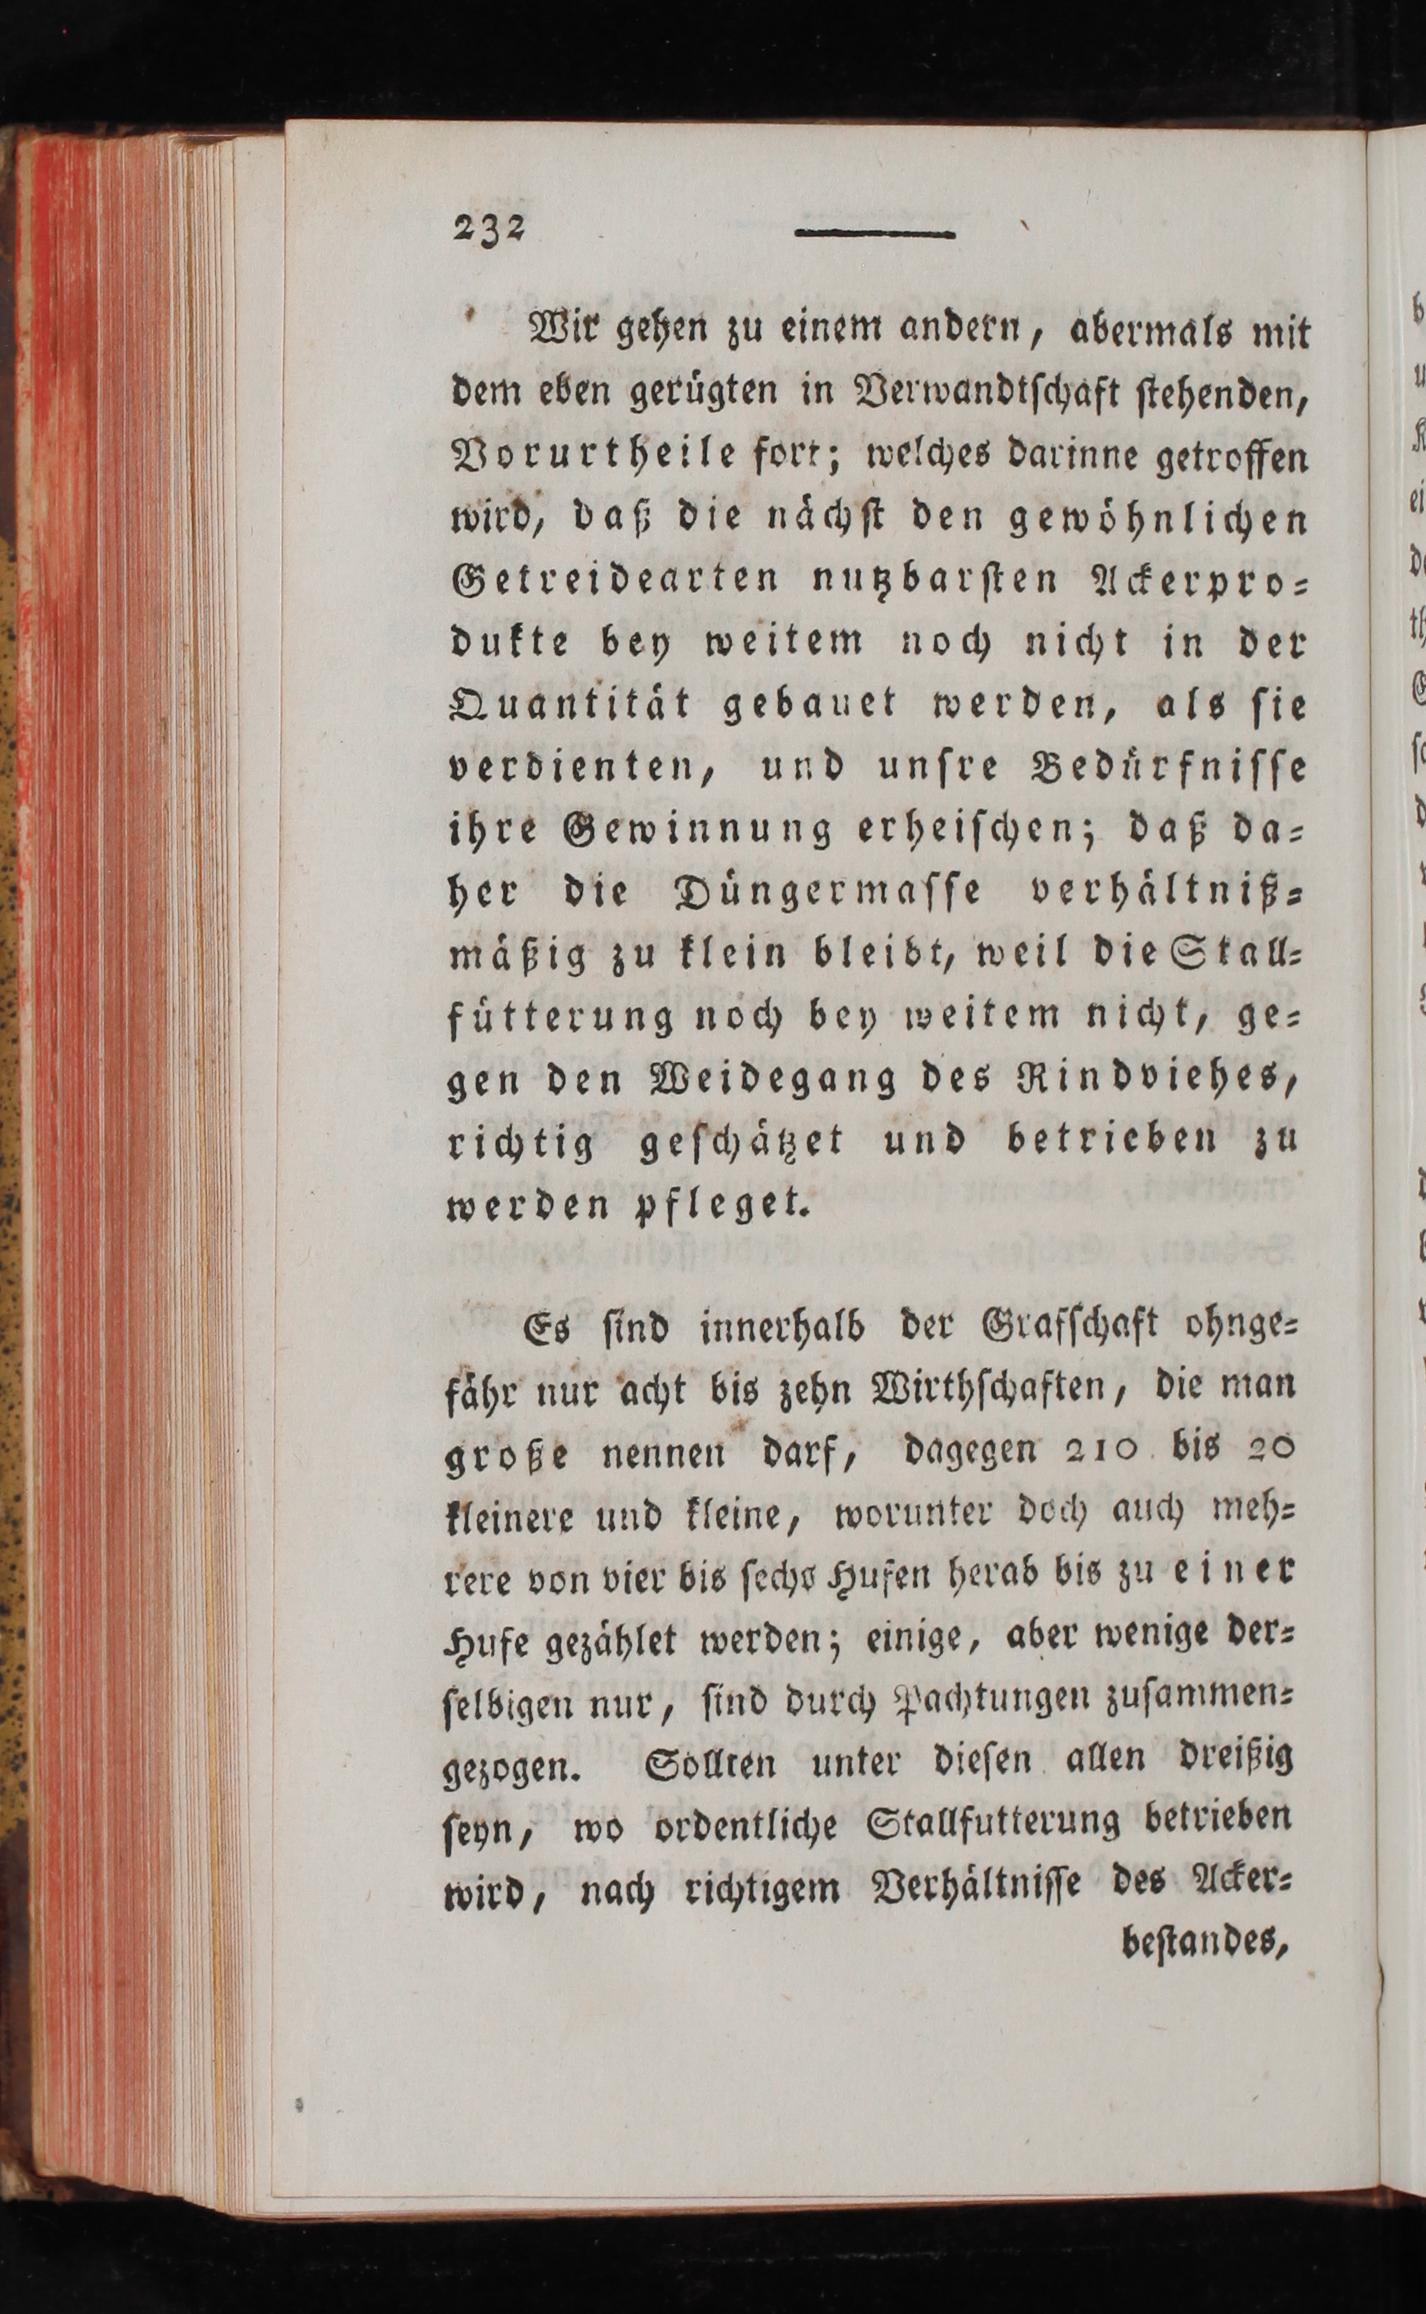 232
Wir gehen zu einem andern, abermals mit
dem eben gerügten in Verwandtschaft stehenden,
Vorurtheile fort; welches darinne getroffen
wird, daß die nächst den gewöhnlichen
Getreidearten nutzbarsten Ackerpro-
dukte bey weitem noch nicht in der
Quantität gebauet werden, als sie
verdienten, und unsre Bedürfnisse
ihre Gewinnung erheischen; daß da-
her die Düngermasse verhältniß-
mäßig zu klein bleibt, weil die Stall-
fütterung noch bey weitem nicht, ge-
gen den Weidegang des Rindviehes,
richtig geschätzet und betrieben zu
werden pfleget.
Es sind innerhalb der Grafschaft ohnge-
fähr nur acht bis zehn Wirthschaften, die man
große nennen darf, dagegen 210 bis 20
kleinere und kleine, worunter doch auch meh-
rere von vier bis sechs Hufen herab bis zu einer
Hufe gezählet werden; einige, aber wenige der-
selbigen nur, sind durch Pachtungen zusammen-
gezogen. Sollten unter diesen allen dreißig
seyn, wo ordentliche Stallfutterung betrieben
wird, nach richtigem Verhältnisse des Acker-
bestandes,